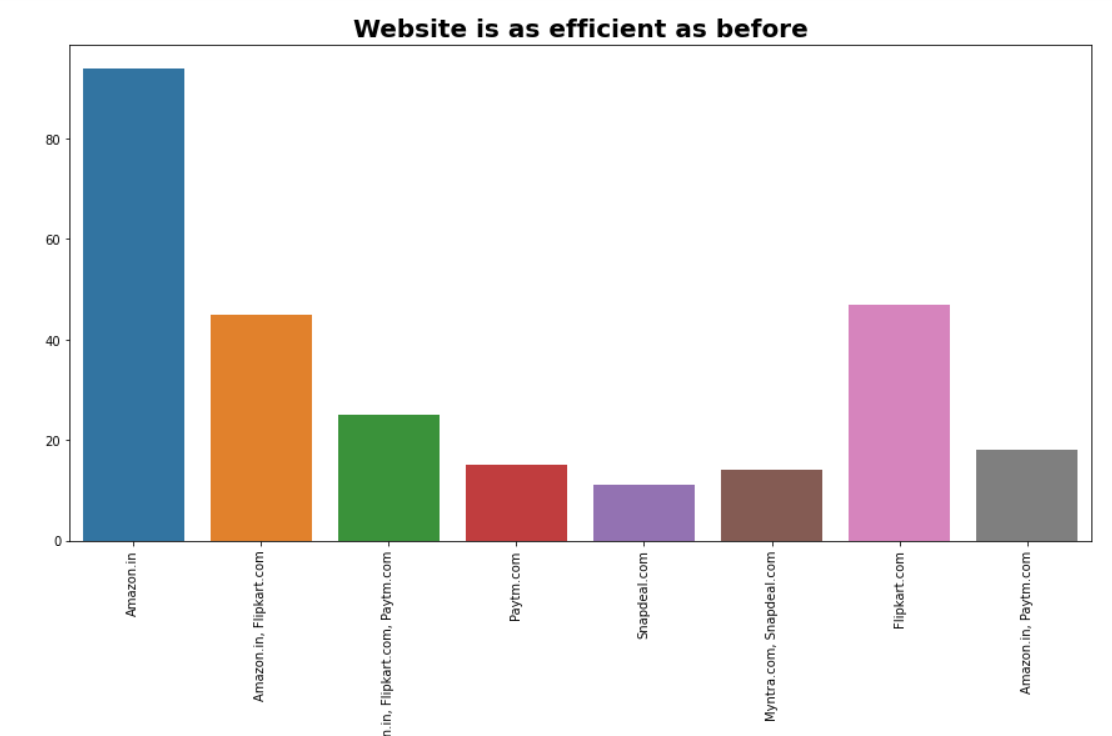 Website is as efficient as before
80
60
40
20
0
Amazon.in
Amazon.in, Flipkart.com
n.in, Flipkart.com, Paytm.com
Paytm.com
Snapdeal.com
Myntra.com, Snapdeal.com
Flipkart.com
Amazon.in, Paytm.com